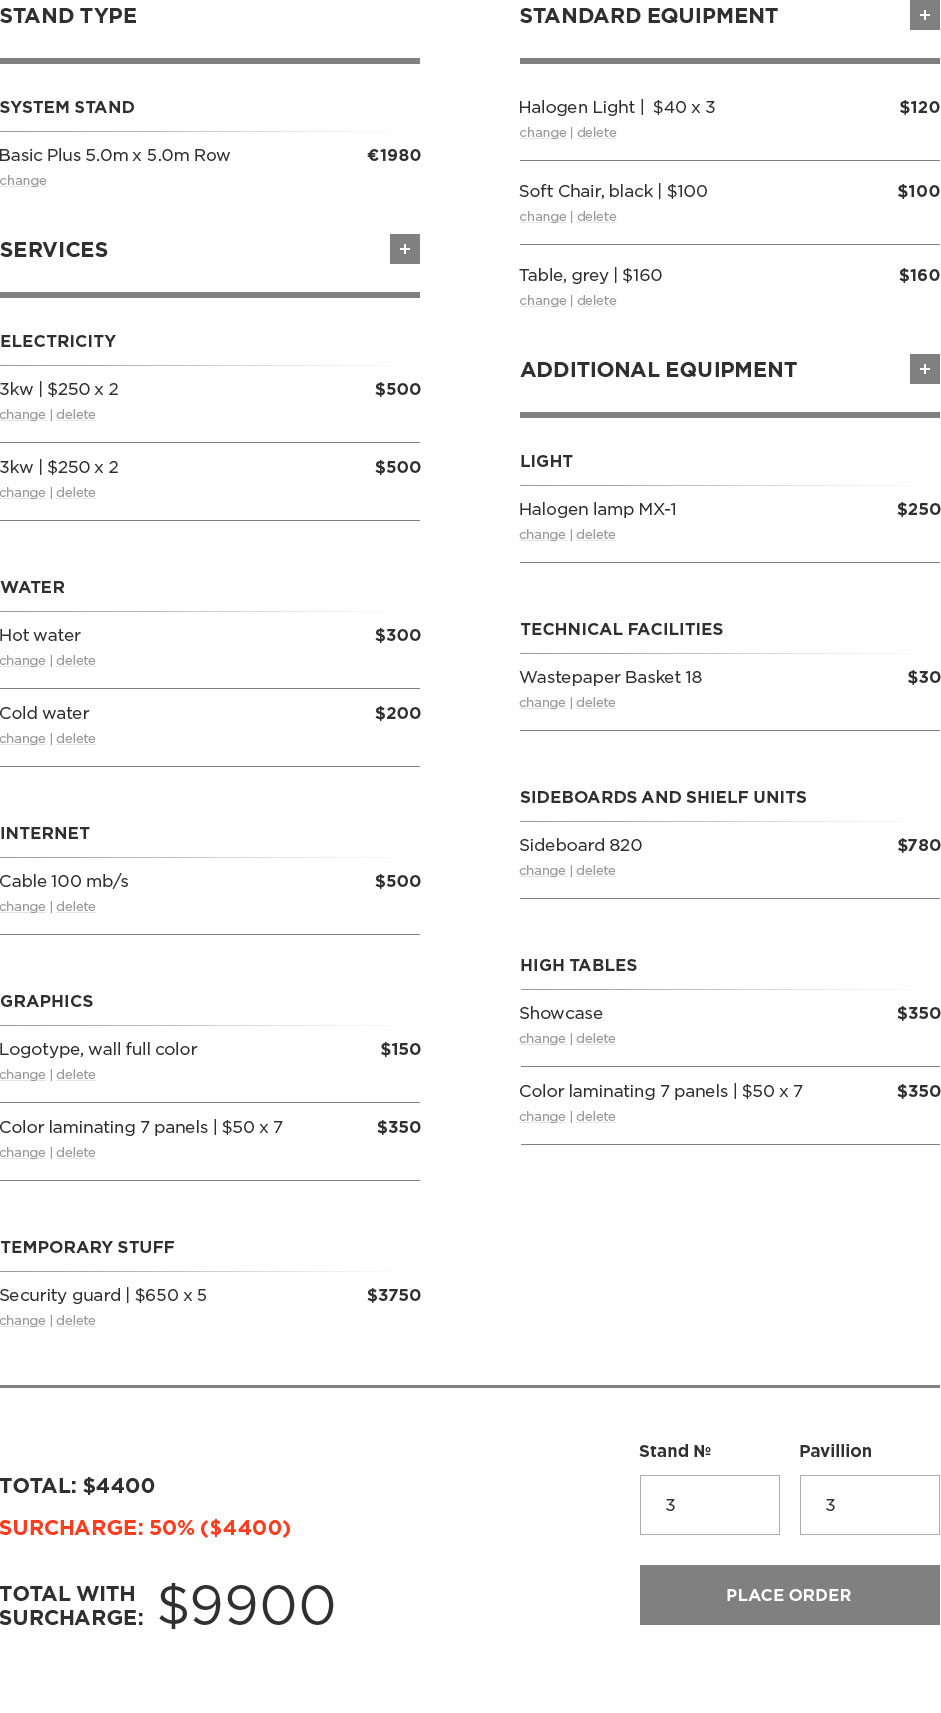 STAND TYPE
SYSTEM STAND
Basic Plus 5.0m x 5.0m Row €1980
change
SERVICES +
ELECTRICITY
3kw | $250 x 2 $500
change | delete
3kw | $250 x 2 $500
change | delete
WATER
Hot water $300
change | delete
Cold water $200
change | delete
INTERNET
Cable 100 mb/s $500
change | delete
GRAPHICS
Logotype, wall full color $150
change | delete
Color laminating 7 panels | $50 x 7 $350
change | delete
TEMPORARY STUFF
Security guard | $650 x 5 $3750
change | delete
STANDARD EQUIPMENT +
Halogen Light | $40 x 3 $120
change | delete
Soft Chair, black | $100 $100
change | delete
Table, grey | $160 $160
change | delete
ADDITIONAL EQUIPMENT +
LIGHT
Halogen lamp MX-1 $250
change | delete
TECHNICAL FACILITIES
Wastepaper Basket 18 $30
change | delete
SIDEBOARDS AND SHIELF UNITS
Sideboard 820 $780
change | delete
HIGH TABLES
Showcase $350
change | delete
Color laminating 7 panels | $50 x 7 $350
change | delete
TOTAL: $4400
SURCHARGE: 50% ($4400)
TOTAL WITH
SURCHARGE: $9900
Stand № Pavillion
3 3
PLACE ORDER